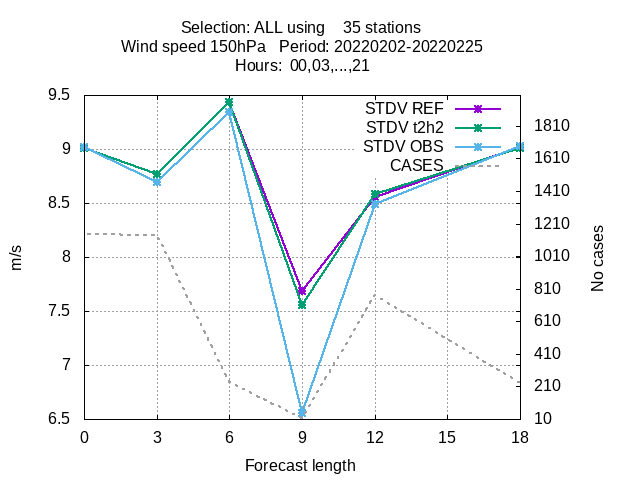 Selection: ALL using    35 stations
Wind speed 150hPa   Period: 20220202-20220225
Hours:  00,03,...,21
STDV REF
STDV t2h2
STDV OBS
CASES
9.5
9
8.5
8
7.5
7
6.5
m/s
1810
1610
1410
1210
1010
810
610
410
210
10
No cases
0 3 6 9 12 15 18
Forecast length